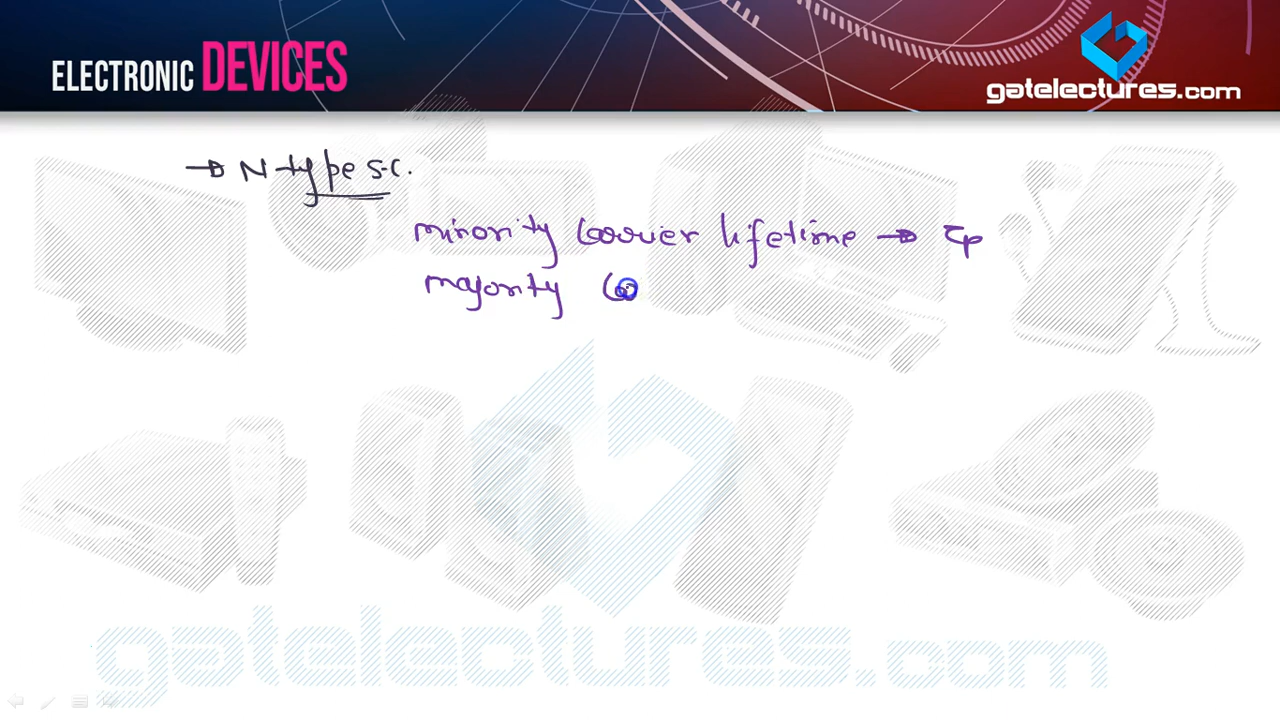 ELECTRONIC DEVICES
gatelectures.com
→ N-type s.c.
minority carrier lifetime → τp
majority
gatelectures.com